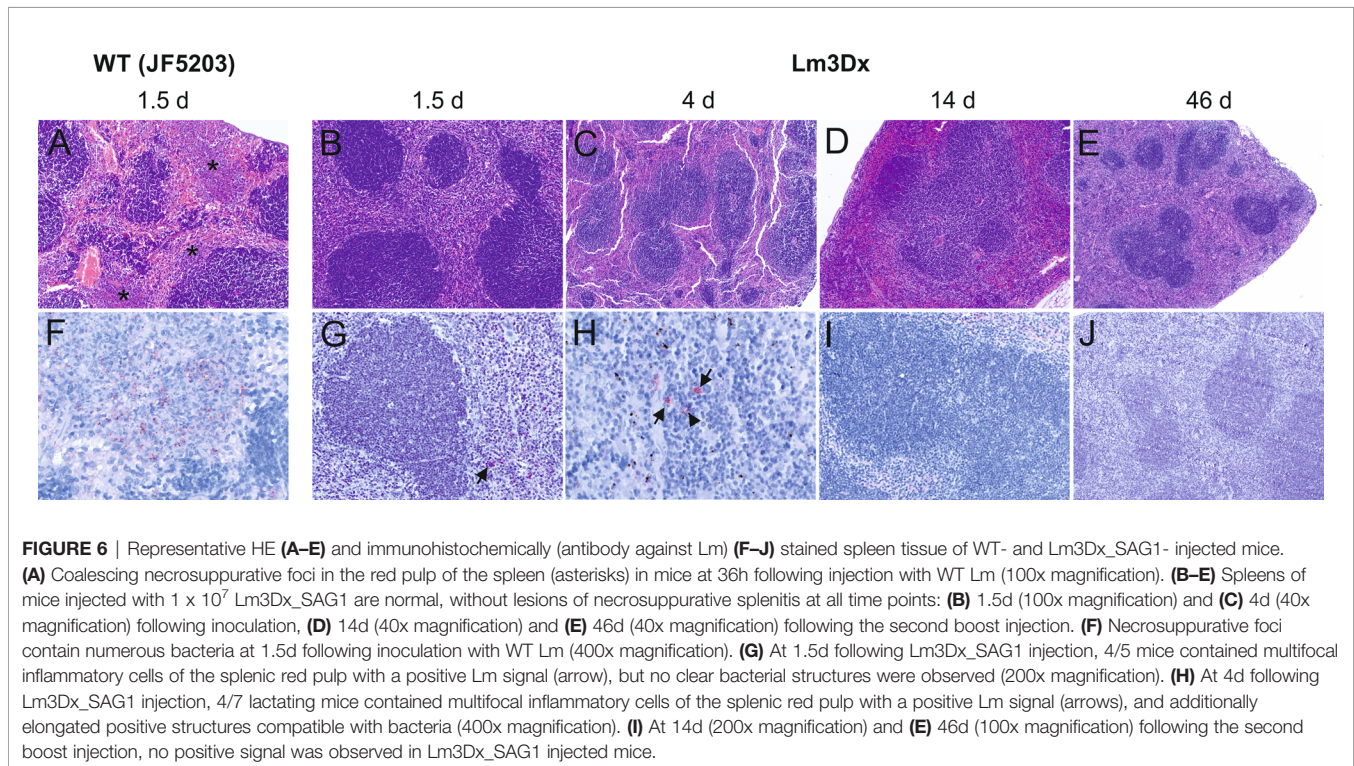 WT (JF5203)
Lm3Dx
1.5 d
1.5 d
4 d
14 d
46 d
A
*
*
*
B
C
D
E
F
G
H
I
J
FIGURE 6 | Representative HE (A–E) and immunohistochemically (antibody against Lm) (F–J) stained spleen tissue of WT- and Lm3Dx_SAG1- injected mice.
(A) Coalescing necrosuppurative foci in the red pulp of the spleen (asterisks) in mice at 36h following injection with WT Lm (100x magnification). (B–E) Spleens of
mice injected with 1 x 10⁷ Lm3Dx_SAG1 are normal, without lesions of necrosuppurative splenitis at all time points: (B) 1.5d (100x magnification) and (C) 4d (40x
magnification) following inoculation, (D) 14d (40x magnification) and (E) 46d (40x magnification) following the second boost injection. (F) Necrosuppurative foci
contain numerous bacteria at 1.5d following inoculation with WT Lm (400x magnification). (G) At 1.5d following Lm3Dx_SAG1 injection, 4/5 mice contained multifocal
inflammatory cells of the splenic red pulp with a positive Lm signal (arrow), but no clear bacterial structures were observed (200x magnification). (H) At 4d following
Lm3Dx_SAG1 injection, 4/7 lactating mice contained multifocal inflammatory cells of the splenic red pulp with a positive Lm signal (arrows), and additionally
elongated positive structures compatible with bacteria (400x magnification). (I) At 14d (200x magnification) and (E) 46d (100x magnification) following the second
boost injection, no positive signal was observed in Lm3Dx_SAG1 injected mice.